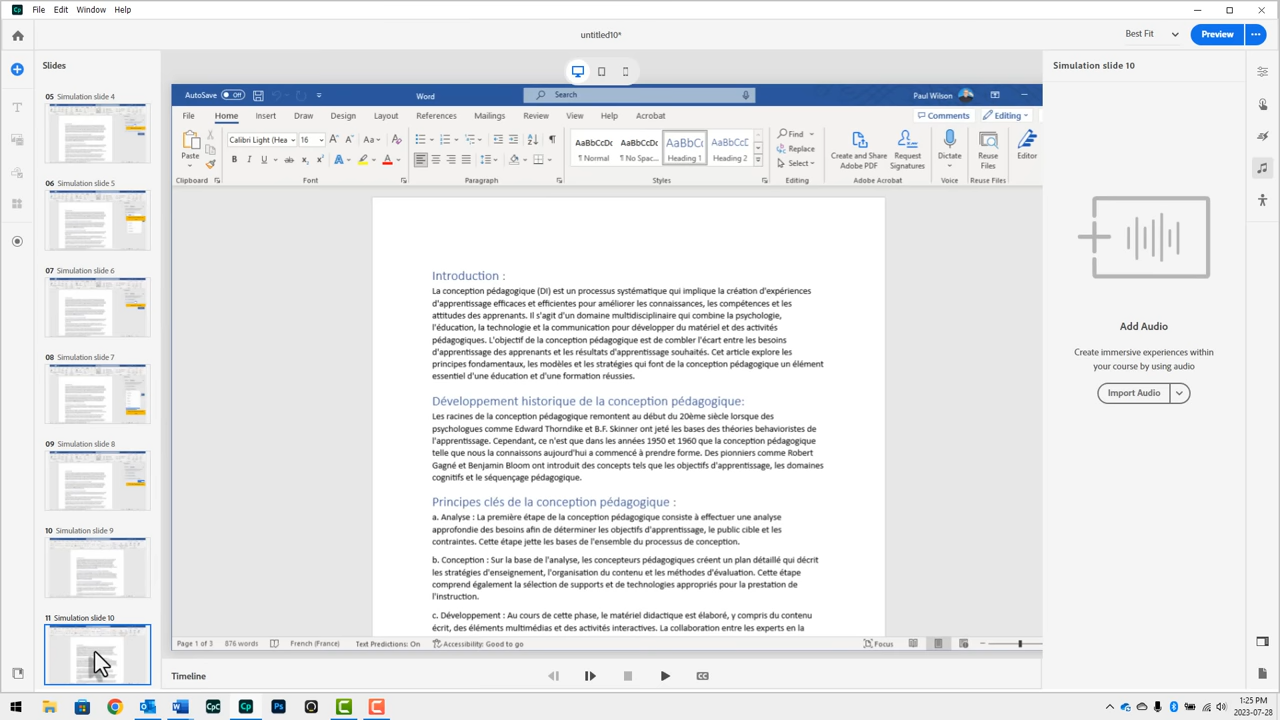 Cp File Edit Window Help
untitled10*
Best Fit
Preview
Slides
05 Simulation slide 4
06 Simulation slide 5
07 Simulation slide 6
08 Simulation slide 7
09 Simulation slide 8
10 Simulation slide 9
11 Simulation slide 10
AutoSave Off
Word
Search
Paul Wilson
File Home Insert Draw Design Layout References Mailings Review View Help Acrobat
Comments
Editing
Paste
Calibri Light (Hea
16
Normal
No Spac...
Heading 1
Heading 2
Find
Replace
Select
Create and Share Adobe PDF
Request Signatures
Dictate
Reuse Files
Editor
Clipboard
Font
Paragraph
Styles
Editing
Adobe Acrobat
Voice
Reuse Files
Introduction :
La conception pédagogique (DI) est un processus systématique qui implique la création d'expériences
d'apprentissage efficaces et efficientes pour améliorer les connaissances, les compétences et les
attitudes des apprenants. Il s'agit d'un domaine multidisciplinaire qui combine la psychologie,
l'éducation, la technologie et la communication pour développer du matériel et des activités
pédagogiques. L'objectif de la conception pédagogique est de combler l'écart entre les besoins
d'apprentissage des apprenants et les résultats d'apprentissage souhaités. Cet article explore les
principes fondamentaux, les modèles et les stratégies qui font de la conception pédagogique un élément
essentiel d'une éducation et d'une formation réussies.
Développement historique de la conception pédagogique:
Les racines de la conception pédagogique remontent au début du 20ème siècle lorsque des
psychologues comme Edward Thorndike et B.F. Skinner ont jeté les bases des théories behavioristes de
l'apprentissage. Cependant, ce n'est que dans les années 1950 et 1960 que la conception pédagogique
telle que nous la connaissons aujourd'hui a commencé à prendre forme. Des pionniers comme Robert
Gagné et Benjamin Bloom ont introduit des concepts tels que les objectifs d'apprentissage, les domaines
cognitifs et le séquençage pédagogique.
Principes clés de la conception pédagogique :
a. Analyse : La première étape de la conception pédagogique consiste à effectuer une analyse
approfondie des besoins afin de déterminer les objectifs d'apprentissage, le public cible et les
contraintes. Cette étape jette les bases de l'ensemble du processus de conception.
b. Conception : Sur la base de l'analyse, les concepteurs pédagogiques créent un plan détaillé qui décrit
les stratégies d'enseignement, l'organisation du contenu et les méthodes d'évaluation. Cette étape
comprend également la sélection de supports et de technologies appropriés pour la prestation de
l'instruction.
c. Développement : Au cours de cette phase, le matériel didactique est élaboré, y compris du contenu
écrit, des éléments multimédias et des activités interactives. La collaboration entre les experts en la
Page 1 of 3 876 words French (France) Text Predictions: On Accessibility: Good to go Focus
Timeline
CC
Simulation slide 10
Add Audio
Create immersive experiences within
your course by using audio
Import Audio
1:25 PM
2023-07-28